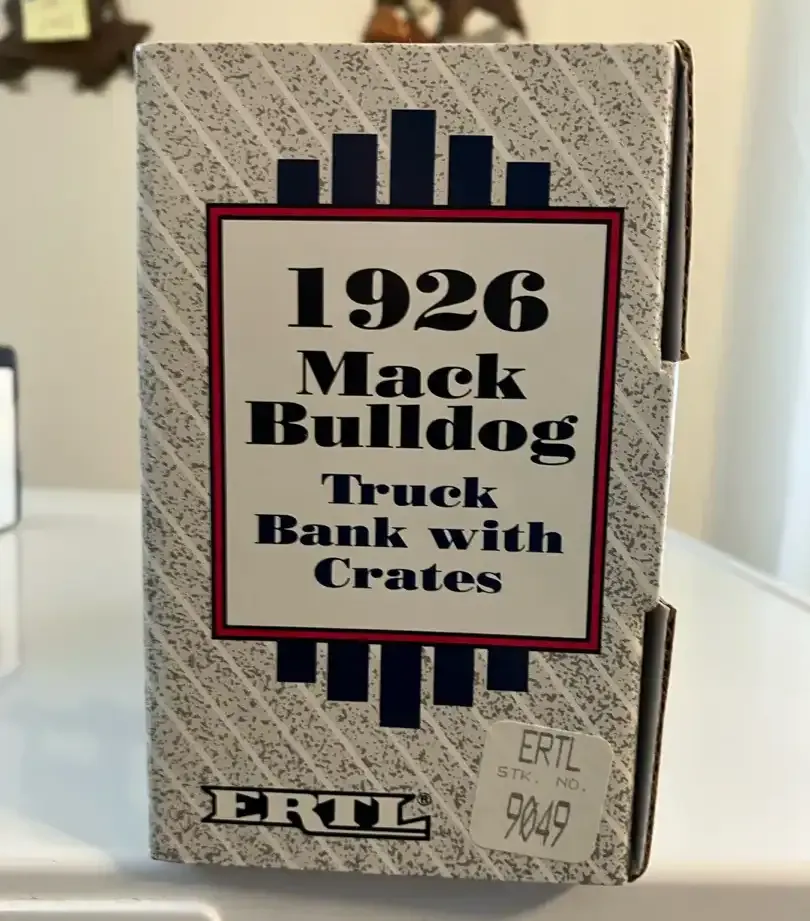 1926
Mack
Bulldog
Truck
Bank with
Crates
ERTL®
ERTL
STK. NO.
9049